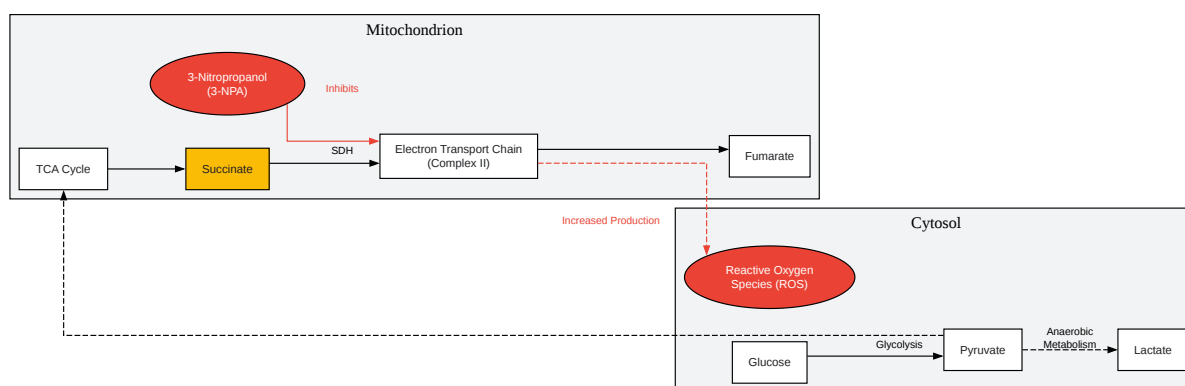 Mitochondrion
3-Nitropropanol
(3-NPA)
Inhibits
TCA Cycle
Succinate
SDH
Electron Transport Chain
(Complex II)
Fumarate
Increased Production
Cytosol
Reactive Oxygen
Species (ROS)
Glucose
Glycolysis
Pyruvate
Anaerobic
Metabolism
Lactate